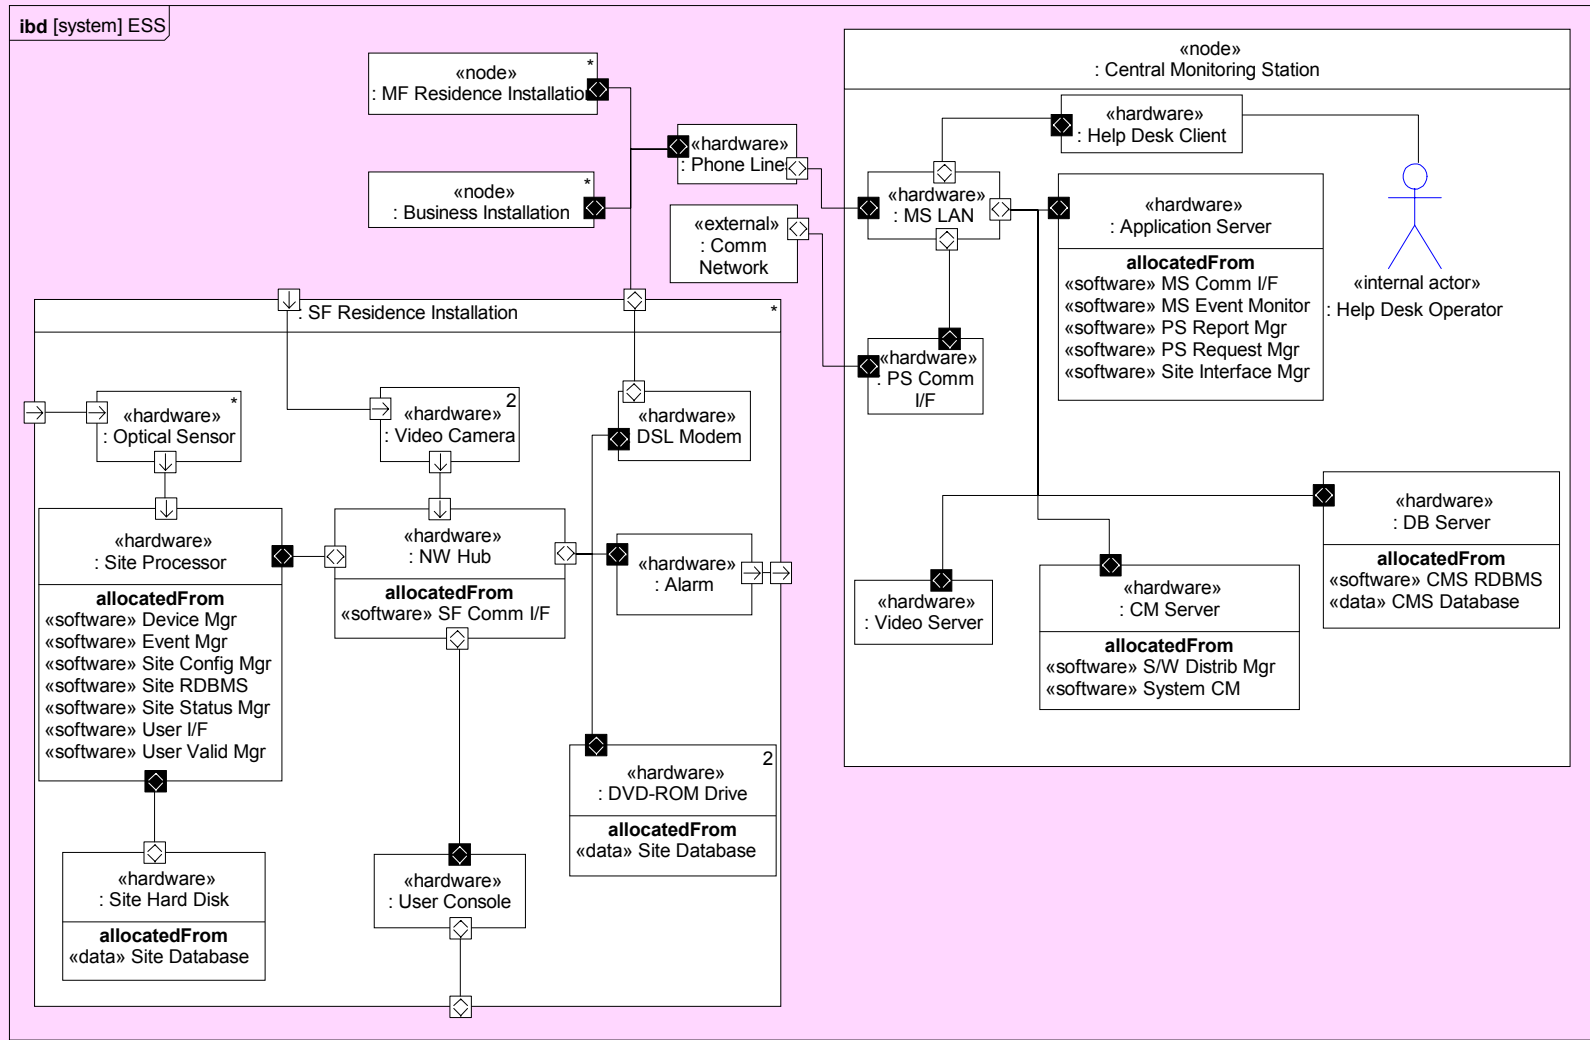 ibd [system] ESS
«node»
*
: MF Residence Installation
«node»
*
: Business Installation
«hardware»
: Phone Lines
«external»
: Comm
Network
«node»
: Central Monitoring Station
«hardware»
: Help Desk Client
«hardware»
: MS LAN
«hardware»
: Application Server
allocatedFrom
«software» MS Comm I/F
«software» MS Event Monitor
«software» PS Report Mgr
«software» PS Request Mgr
«software» Site Interface Mgr
«internal actor»
: Help Desk Operator
«hardware»
: PS Comm
I/F
«hardware»
: DB Server
allocatedFrom
«software» CMS RDBMS
«data» CMS Database
«hardware»
: Video Server
«hardware»
: CM Server
allocatedFrom
«software» S/W Distrib Mgr
«software» System CM
: SF Residence Installation
*
«hardware»
*
: Optical Sensor
«hardware»
2
: Video Camera
«hardware»
DSL Modem
«hardware»
: Site Processor
allocatedFrom
«software» Device Mgr
«software» Event Mgr
«software» Site Config Mgr
«software» Site RDBMS
«software» Site Status Mgr
«software» User I/F
«software» User Valid Mgr
«hardware»
: NW Hub
allocatedFrom
«software» SF Comm I/F
«hardware»
: Alarm
2
«hardware»
: DVD-ROM Drive
allocatedFrom
«data» Site Database
«hardware»
: Site Hard Disk
allocatedFrom
«data» Site Database
«hardware»
: User Console